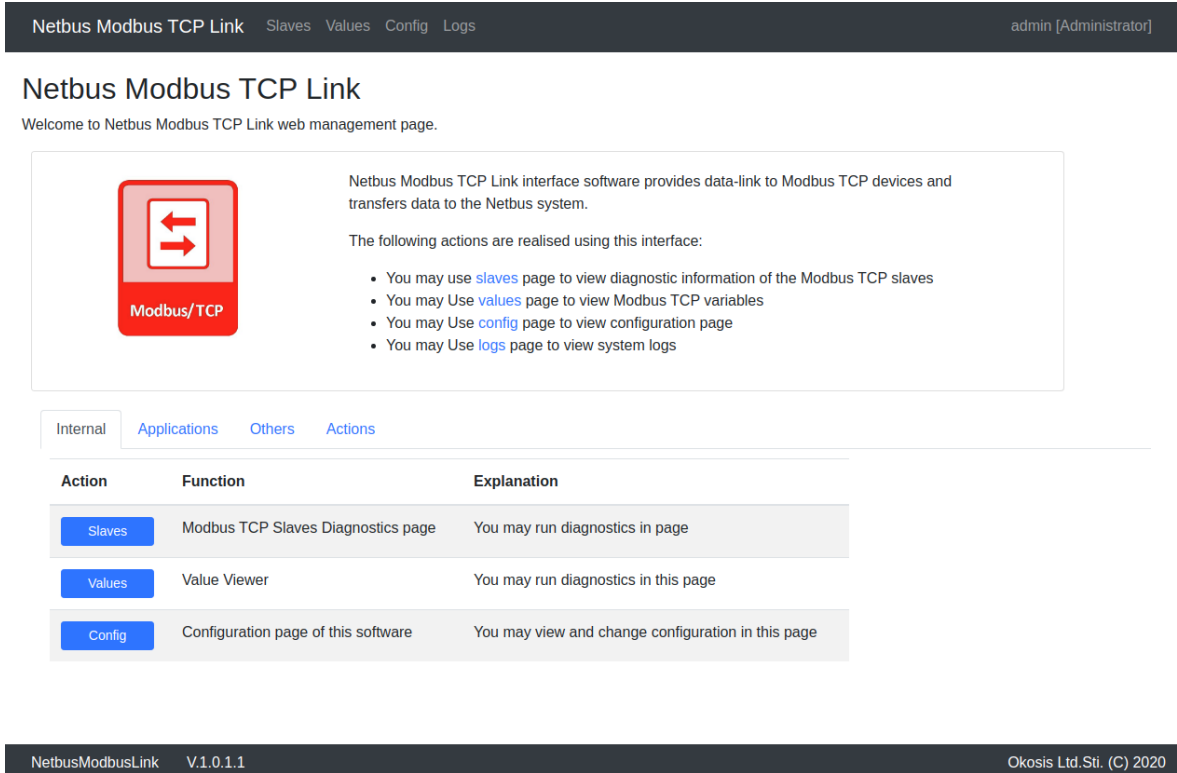 Netbus Modbus TCP Link Slaves Values Config Logs admin [Administrator]
Netbus Modbus TCP Link
Welcome to Netbus Modbus TCP Link web management page.
Modbus/TCP
Netbus Modbus TCP Link interface software provides data-link to Modbus TCP devices and
transfers data to the Netbus system.
The following actions are realised using this interface:
• You may use slaves page to view diagnostic information of the Modbus TCP slaves
• You may Use values page to view Modbus TCP variables
• You may Use config page to view configuration page
• You may Use logs page to view system logs
Internal Applications Others Actions
Action Function Explanation
Slaves Modbus TCP Slaves Diagnostics page You may run diagnostics in page
Values Value Viewer You may run diagnostics in this page
Config Configuration page of this software You may view and change configuration in this page
NetbusModbusLink V.1.0.1.1 Okosis Ltd.Sti. (C) 2020